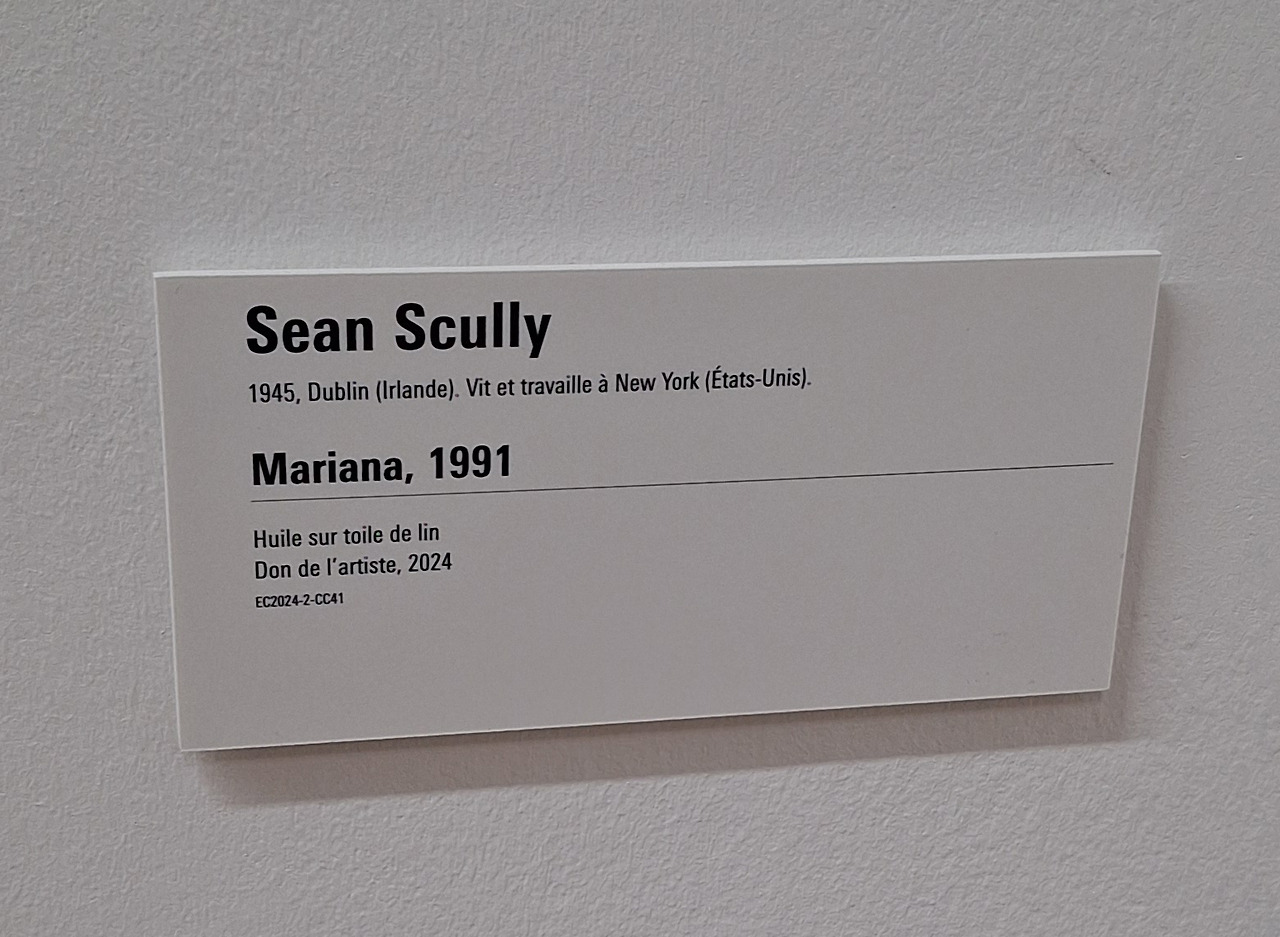 Sean Scully
1945, Dublin (Irlande). Vit et travaille à New York (États-Unis).
Mariana, 1991
Huile sur toile de lin
Don de l'artiste, 2024
EC2024-2-CC41